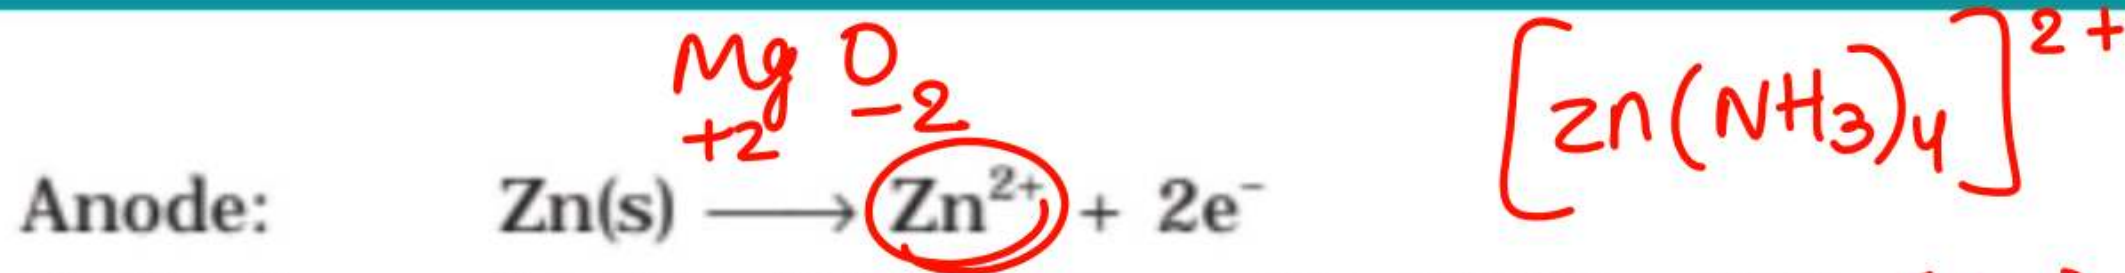 Mg O
+2 -2
[Zn(NH3)4]2+
Anode: Zn(s) ⟶ Zn2+ + 2e-